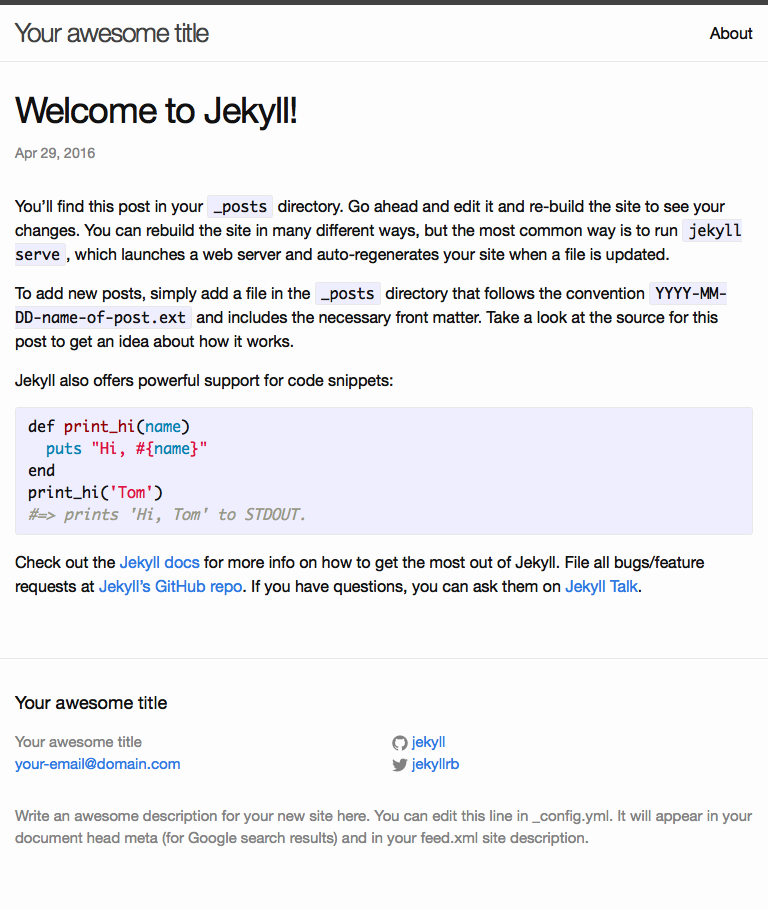 Your awesome title
About
Welcome to Jekyll!
Apr 29, 2016
You’ll find this post in your _posts directory. Go ahead and edit it and re-build the site to see your
changes. You can rebuild the site in many different ways, but the most common way is to run jekyll
serve , which launches a web server and auto-regenerates your site when a file is updated.
To add new posts, simply add a file in the _posts directory that follows the convention YYYY-MM-
DD-name-of-post.ext and includes the necessary front matter. Take a look at the source for this
post to get an idea about how it works.
Jekyll also offers powerful support for code snippets:
def print_hi(name)
  puts "Hi, #{name}"
end
print_hi('Tom')
#=> prints 'Hi, Tom' to STDOUT.
Check out the Jekyll docs for more info on how to get the most out of Jekyll. File all bugs/feature
requests at Jekyll’s GitHub repo. If you have questions, you can ask them on Jekyll Talk.
Your awesome title
Your awesome title
your-email@domain.com
jekyll
jekyllrb
Write an awesome description for your new site here. You can edit this line in _config.yml. It will appear in your
document head meta (for Google search results) and in your feed.xml site description.